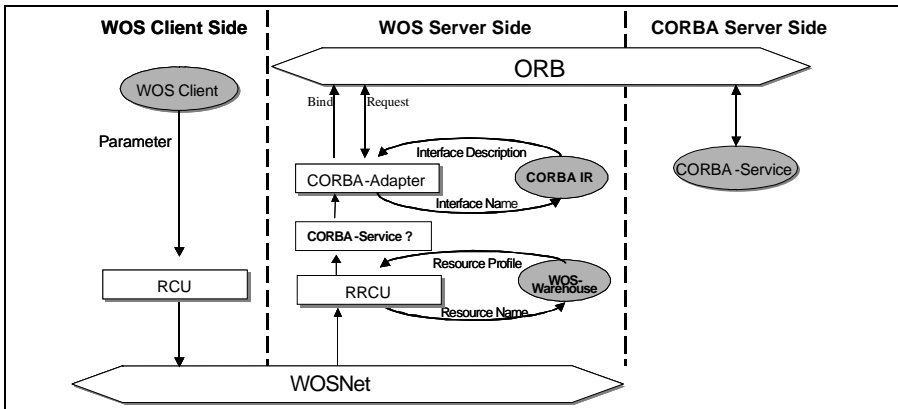 WOS Client Side
WOS Server Side
CORBA Server Side
ORB
WOS Client
Bind
Request
Parameter
Interface Description
CORBA-Adapter
CORBA IR
CORBA -Service
Interface Name
CORBA -Service ?
Resource Profile
RCU
RRCU
WOS-
Warehouse
Resource Name
WOSNet